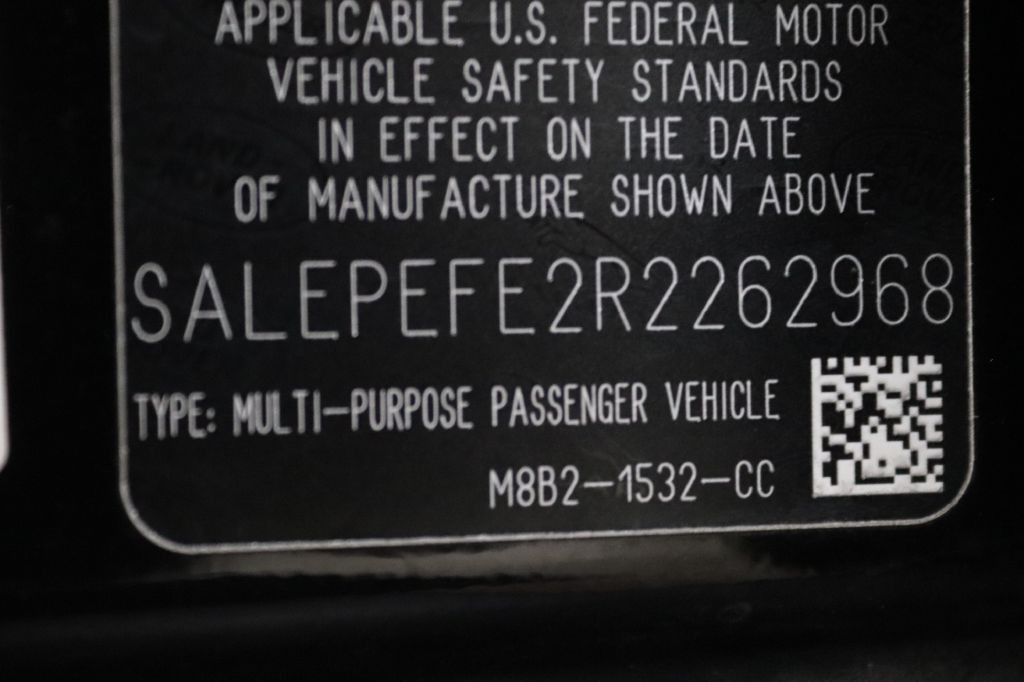 APPLICABLE U.S. FEDERAL MOTOR
VEHICLE SAFETY STANDARDS
IN EFFECT ON THE DATE
OF MANUFACTURE SHOWN ABOVE
SALEPEFE2R2262968
TYPE: MULTI-PURPOSE PASSENGER VEHICLE
M8B2-1532-CC